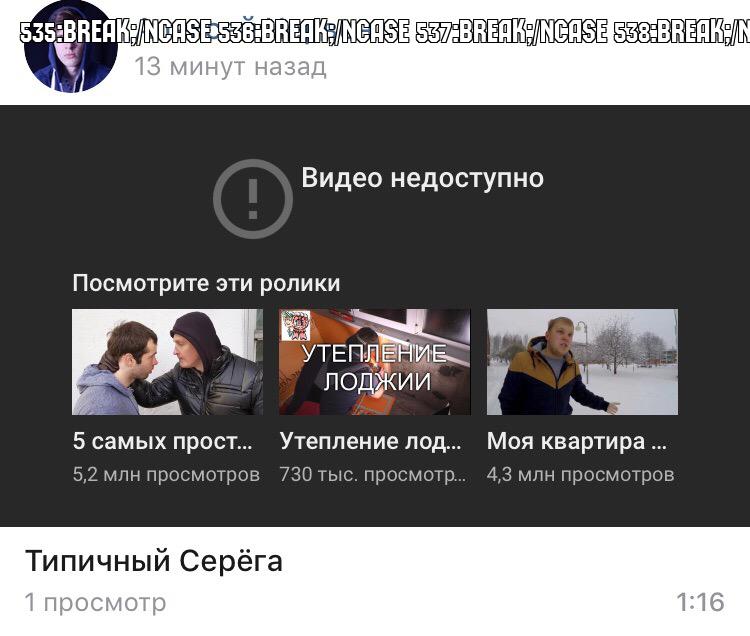 535:BREAK;/NCASE 536:BREAK;/NCASE 537:BREAK;/NCASE 538:BREAK;/N
13 минут назад
Видео недоступно
Посмотрите эти ролики
УТЕПЛЕНИЕ
ЛОДЖИИ
5 самых прост... Утепление лод... Моя квартира ...
5,2 млн просмотров 730 тыс. просмотр... 4,3 млн просмотров
Типичный Серёга
1 просмотр 1:16